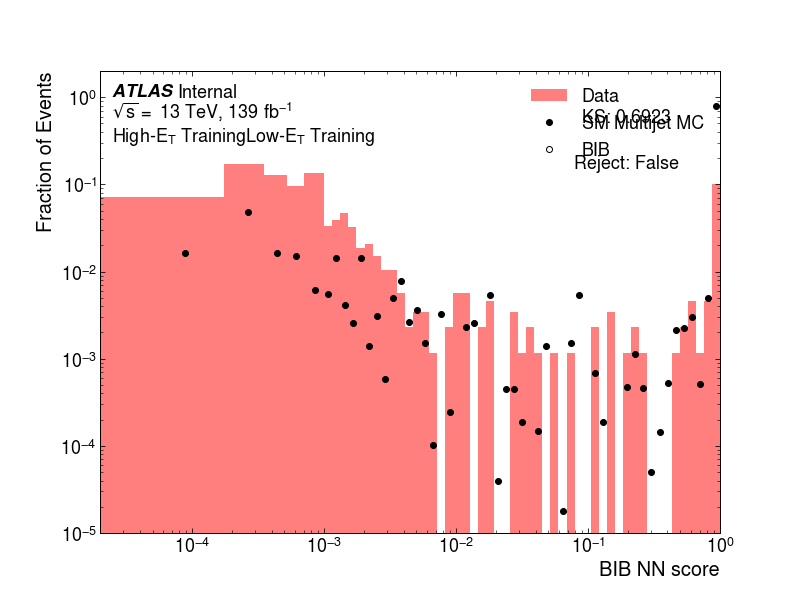 ATLAS Internal
√s = 13 TeV, 139 fb⁻¹
High-E_T TrainingLow-E_T Training
Data
KS: 0.6923
SM Multijet MC
BIB
Reject: False
Fraction of Events
10⁰
10⁻¹
10⁻²
10⁻³
10⁻⁴
10⁻⁵
10⁻⁴ 10⁻³ 10⁻² 10⁻¹ 10⁰
BIB NN score